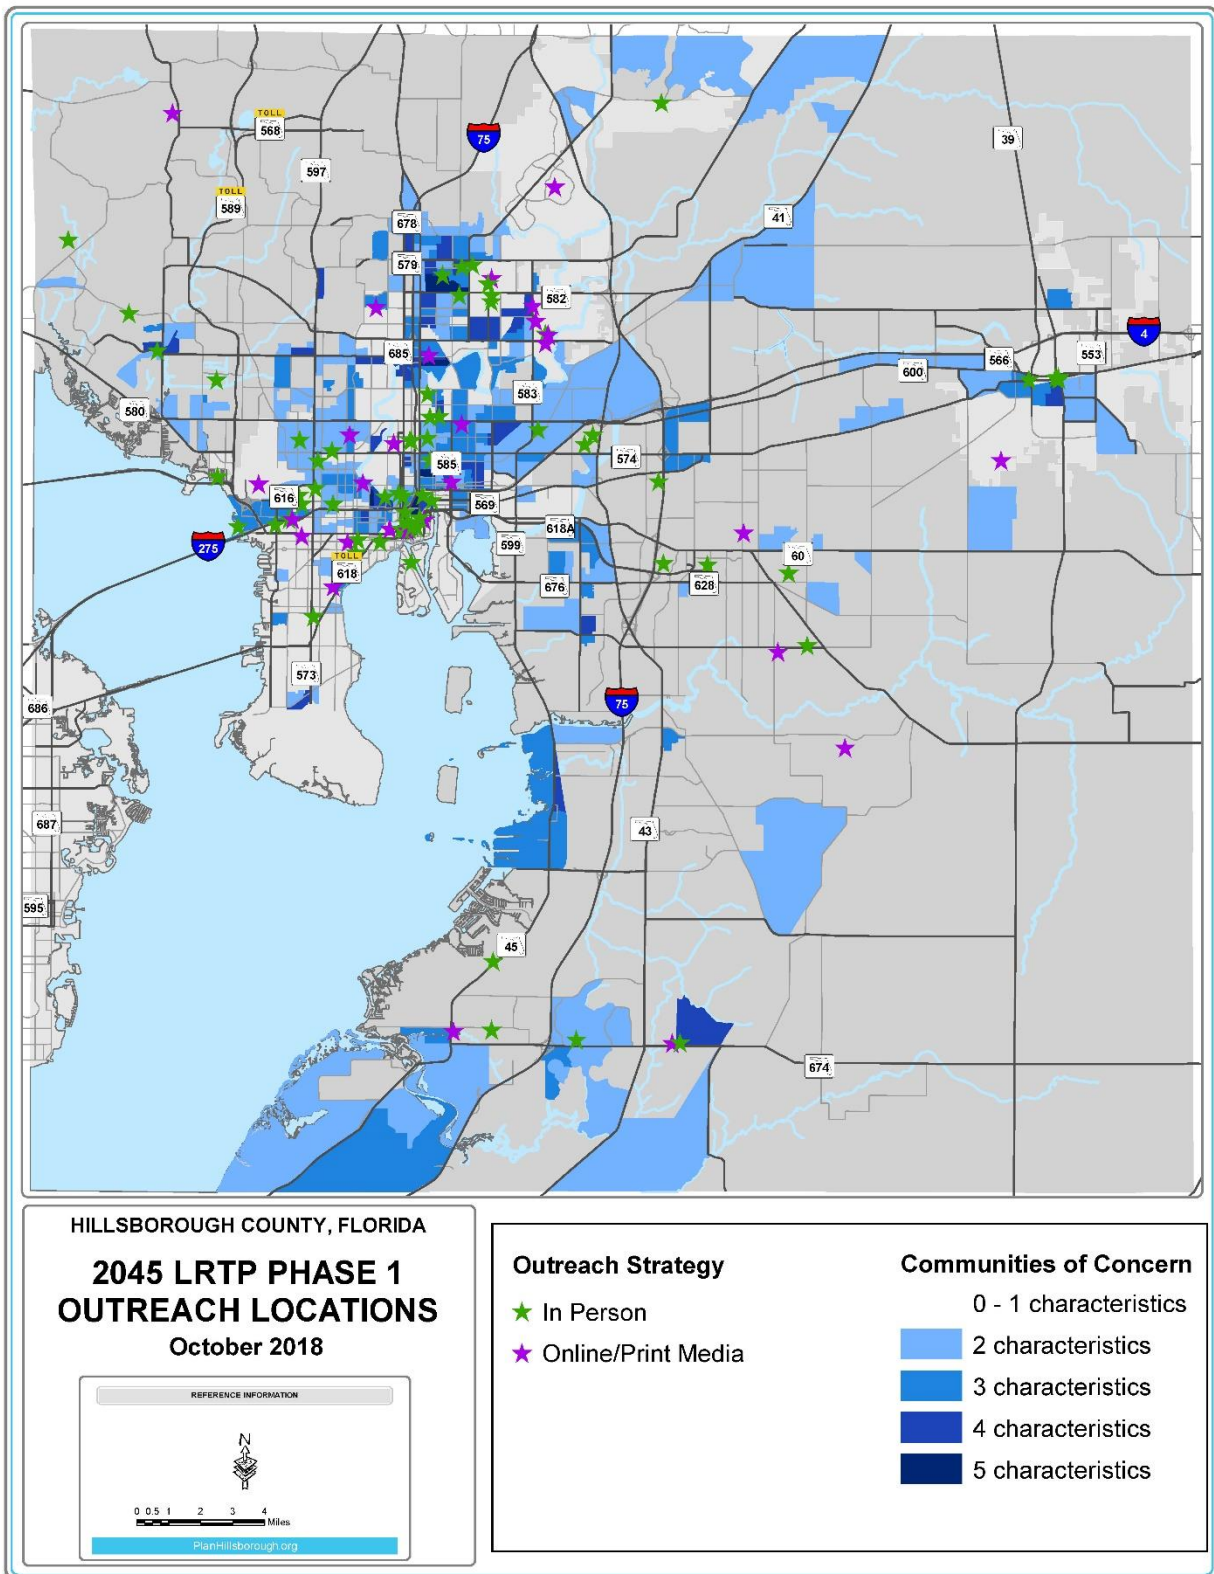 TOLL
568
75
39
597
TOLL
589
678
41
579
582
4
685
553
566
600
583
580
574
585
616
569
618A
275
599
60
TOLL
618
676
628
573
75
686
687
43
595
45
674
HILLSBOROUGH COUNTY, FLORIDA
2045 LRTP PHASE 1
OUTREACH LOCATIONS
October 2018
REFERENCE INFORMATION
N
0 0.5 1 2 3 4
Miles
PlanHillsborough.org
Outreach Strategy
In Person
Online/Print Media
Communities of Concern
0 - 1 characteristics
2 characteristics
3 characteristics
4 characteristics
5 characteristics